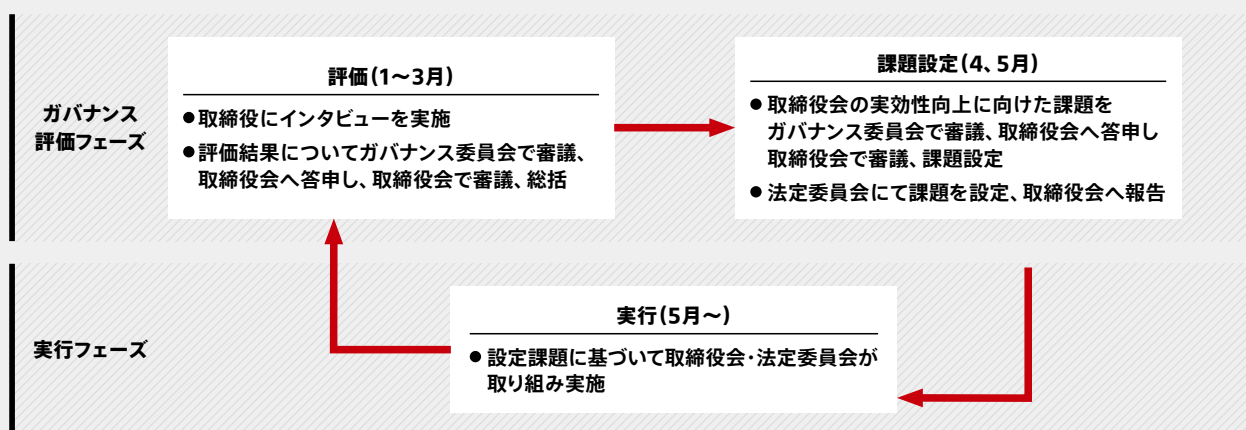 ガバナンス
評価フェーズ
評価(1～3月)
●取締役にインタビューを実施
●評価結果についてガバナンス委員会で審議、
取締役会へ答申し、取締役会で審議、総括
課題設定(4、5月)
●取締役会の実効性向上に向けた課題を
ガバナンス委員会で審議、取締役会へ答申し
取締役会で審議、課題設定
●法定委員会にて課題を設定、取締役会へ報告
実行フェーズ
実行(5月～)
●設定課題に基づいて取締役会・法定委員会が
取り組み実施